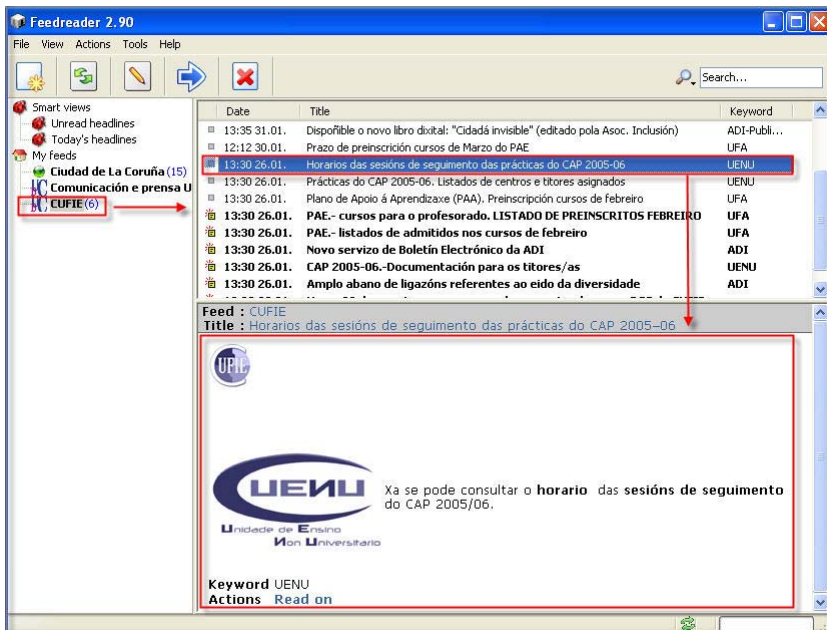 Feedreader 2.90
File View Actions Tools Help
Search...
Smart views
Unread headlines
Today's headlines
My feeds
Ciudad de La Coruña (15)
Comunicación e prensa U
CUFIE (6)
Date Title Keyword
13:35 31.01. Dispoñible o novo libro dixital: "Cidadá invisible" (editado pola Asoc. Inclusión) ADI-Publi...
12:12 30.01. Prazo de preinscrición cursos de Marzo do PAE UFA
13:30 26.01. Horarios das sesións de seguimento das prácticas do CAP 2005-06 UENU
13:30 26.01. Prácticas do CAP 2005-06. Listados de centros e titores asignados UENU
13:30 26.01. Plano de Apoio á Aprendizaxe (PAA). Preinscripción cursos de febreiro UFA
13:30 26.01. PAE.- cursos para o profesorado. LISTADO DE PREINSCRITOS FEBREIRO UFA
13:30 26.01. PAE.- listados de admitidos nos cursos de febreiro UFA
13:30 26.01. Novo servizo de Boletín Electrónico da ADI ADI
13:30 26.01. CAP 2005-06.-Documentación para os titores/as UENU
13:30 26.01. Amplo abano de ligazóns referentes ao eido da diversidade ADI
Feed : CUFIE
Title : Horarios das sesións de seguimento das prácticas do CAP 2005-06
UFIE
UENU
Unidade de Ensino
Non Universitario
Xa se pode consultar o horario das sesións de seguimento
do CAP 2005/06.
Keyword UENU
Actions Read on